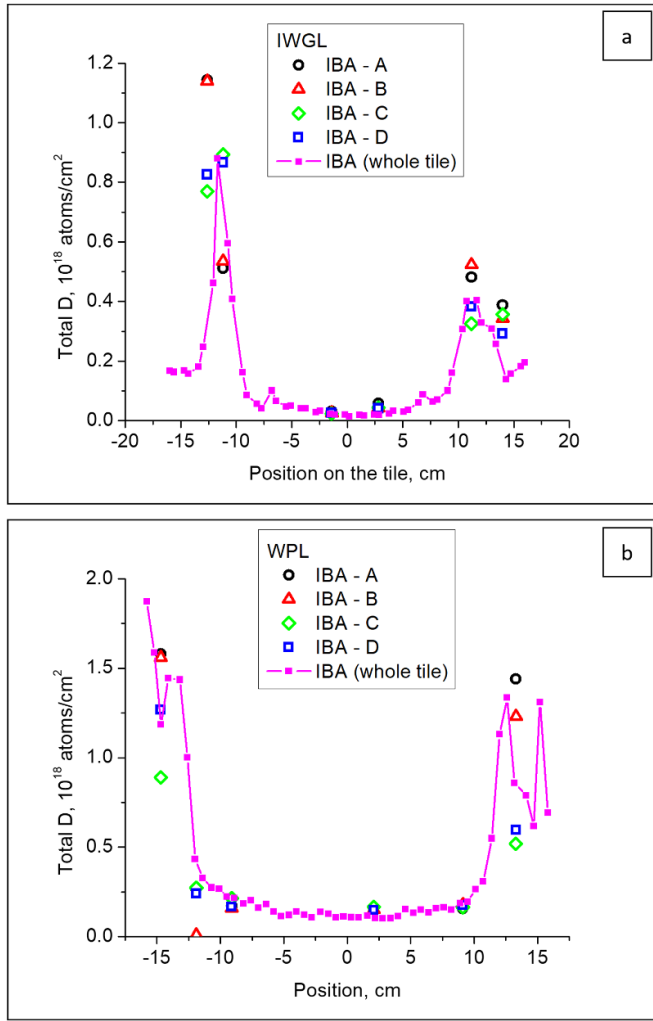 a
IWGL
IBA - A
IBA - B
IBA - C
IBA - D
IBA (whole tile)
1.2
1.0
0.8
0.6
0.4
0.2
0.0
Total D, 10¹⁸ atoms/cm²
-20 -15 -10 -5 0 5 10 15 20
Position on the tile, cm
b
WPL
IBA - A
IBA - B
IBA - C
IBA - D
IBA (whole tile)
2.0
1.5
1.0
0.5
0.0
Total D, 10¹⁸ atoms/cm²
-15 -10 -5 0 5 10 15
Position, cm